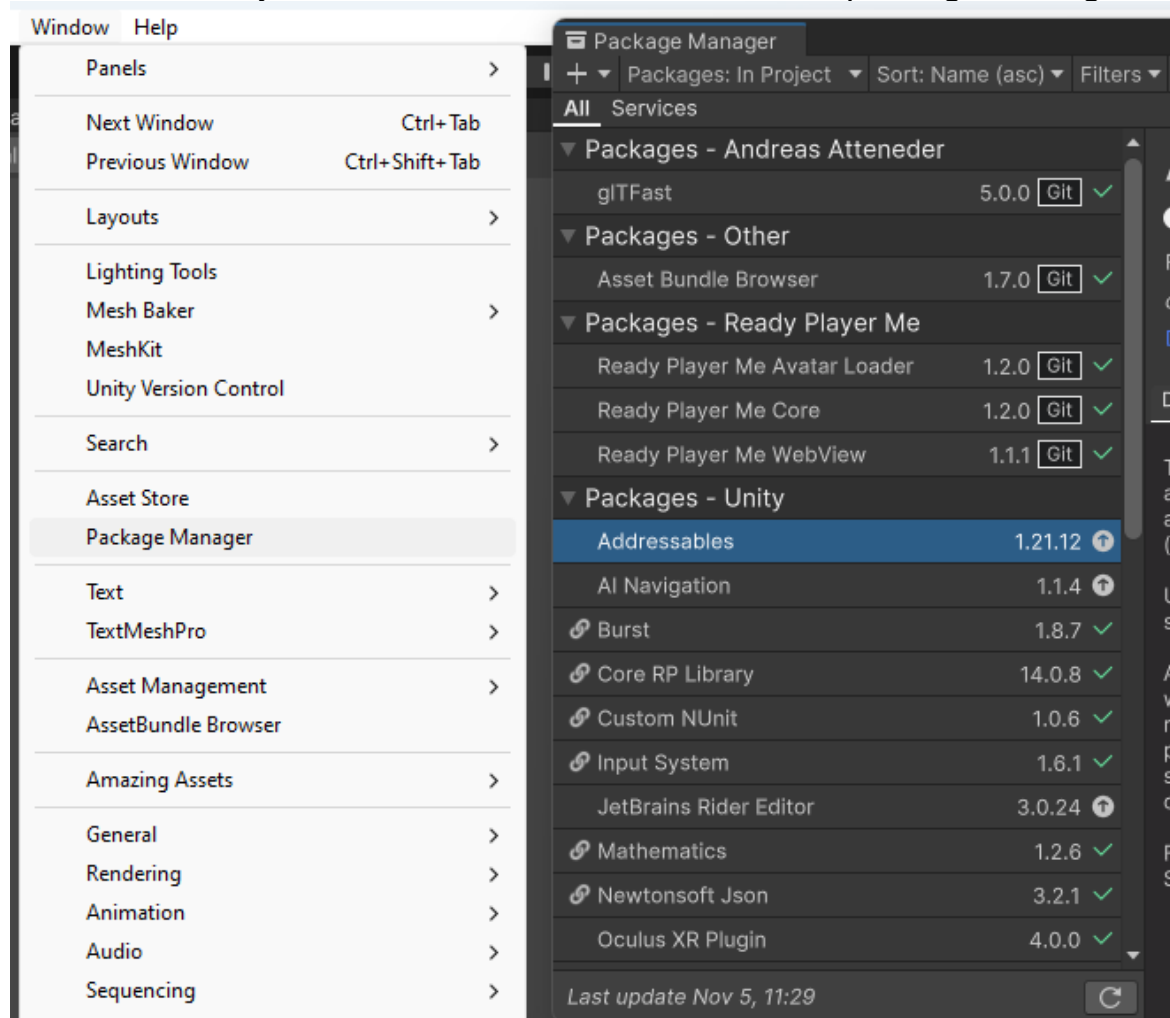 Window Help
Panels
Next Window Ctrl+Tab
Previous Window Ctrl+Shift+Tab
Layouts
Lighting Tools
Mesh Baker
MeshKit
Unity Version Control
Search
Asset Store
Package Manager
Text
TextMeshPro
Asset Management
AssetBundle Browser
Amazing Assets
General
Rendering
Animation
Audio
Sequencing
Package Manager
Packages: In Project Sort: Name (asc) Filters
All Services
Packages - Andreas Atteneder
glTFast 5.0.0 Git
Packages - Other
Asset Bundle Browser 1.7.0 Git
Packages - Ready Player Me
Ready Player Me Avatar Loader 1.2.0 Git
Ready Player Me Core 1.2.0 Git
Ready Player Me WebView 1.1.1 Git
Packages - Unity
Addressables 1.21.12
AI Navigation 1.1.4
Burst 1.8.7
Core RP Library 14.0.8
Custom NUnit 1.0.6
Input System 1.6.1
JetBrains Rider Editor 3.0.24
Mathematics 1.2.6
Newtonsoft Json 3.2.1
Oculus XR Plugin 4.0.0
Last update Nov 5, 11:29